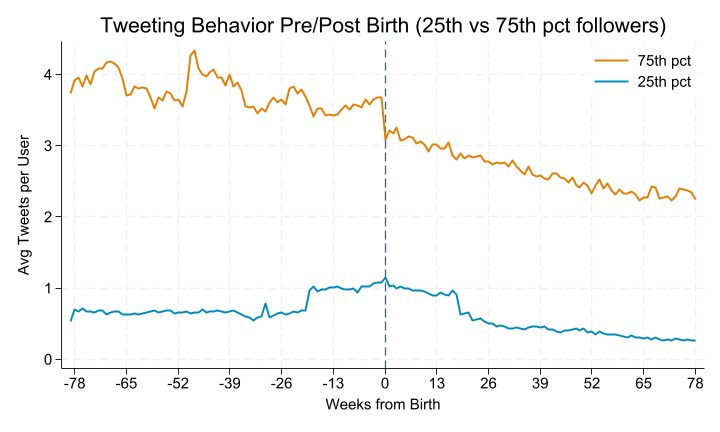 Tweeting Behavior Pre/Post Birth (25th vs 75th pct followers)
75th pct
25th pct
Avg Tweets per User
4
3
2
1
0
-78 -65 -52 -39 -26 -13 0 13 26 39 52 65 78
Weeks from Birth